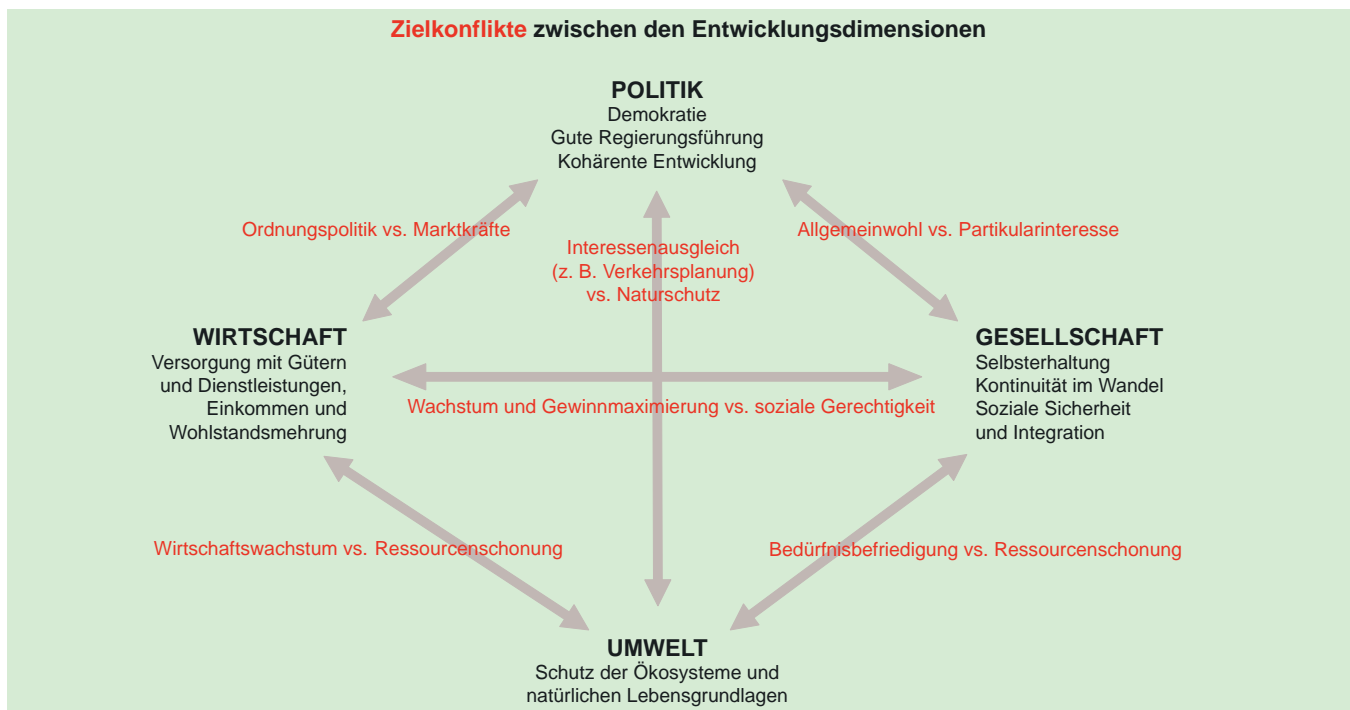 Zielkonflikte zwischen den Entwicklungsdimensionen
POLITIK
Demokratie
Gute Regierungsführung
Kohärente Entwicklung
Ordnungspolitik vs. Marktkräfte
Interessenausgleich
(z. B. Verkehrsplanung)
vs. Naturschutz
Allgemeinwohl vs. Partikularinteresse
WIRTSCHAFT
Versorgung mit Gütern
und Dienstleistungen,
Einkommen und
Wohlstandsmehrung
Wachstum und Gewinnmaximierung vs. soziale Gerechtigkeit
GESELLSCHAFT
Selbsterhaltung
Kontinuität im Wandel
Soziale Sicherheit
und Integration
Wirtschaftswachstum vs. Ressourcenschonung
Bedürfnisbefriedigung vs. Ressourcenschonung
UMWELT
Schutz der Ökosysteme und
natürlichen Lebensgrundlagen